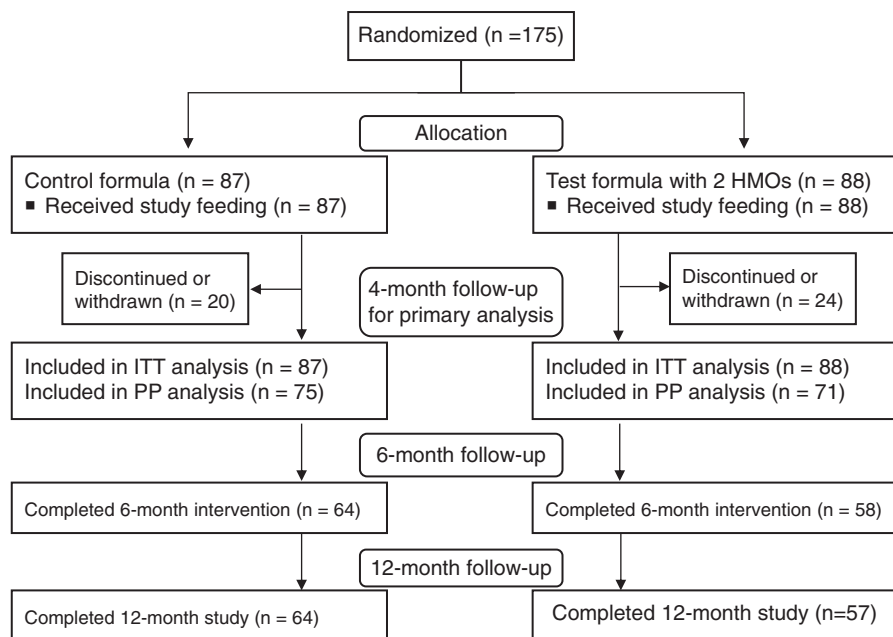 Randomized (n =175)
Allocation
Control formula (n = 87)
▪ Received study feeding (n = 87)
Test formula with 2 HMOs (n = 88)
▪ Received study feeding (n = 88)
Discontinued or
withdrawn (n = 20)
4-month follow-up
for primary analysis
Discontinued or
withdrawn (n = 24)
Included in ITT analysis (n = 87)
Included in PP analysis (n = 75)
Included in ITT analysis (n = 88)
Included in PP analysis (n = 71)
6-month follow-up
Completed 6-month intervention (n = 64)
Completed 6-month intervention (n = 58)
12-month follow-up
Completed 12-month study (n = 64)
Completed 12-month study (n=57)